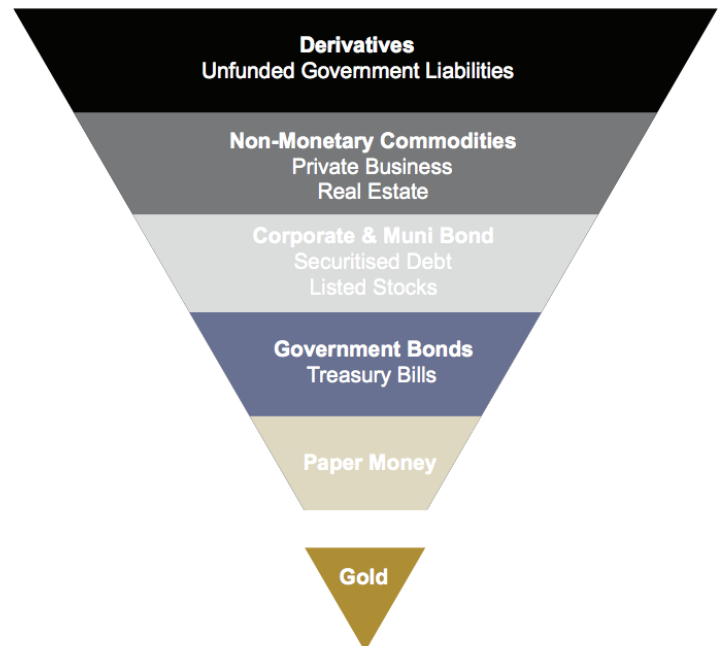 Derivatives
Unfunded Government Liabilities
Non-Monetary Commodities
Private Business
Real Estate
Corporate & Muni Bond
Securitised Debt
Listed Stocks
Government Bonds
Treasury Bills
Paper Money
Gold